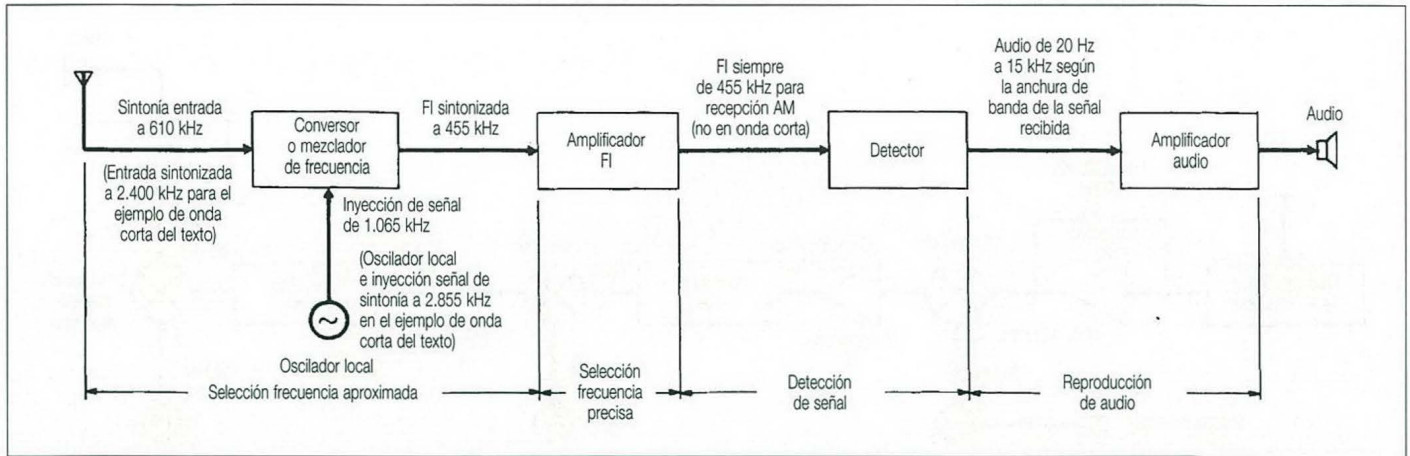 Sintonía entrada
a 610 kHz
(Entrada sintonizada
a 2.400 kHz para el
ejemplo de onda
corta del texto)
Conversor
o mezclador
de frecuencia
Inyección de señal
de 1.065 kHz
(Oscilador local
e inyección señal de
sintonía a 2.855 kHz
en el ejemplo de onda
corta del texto)
~
Oscilador local
FI sintonizada
a 455 kHz
Amplificador
FI
FI siempre
de 455 kHz para
recepción AM
(no en onda corta)
Detector
Audio de 20 Hz
a 15 kHz según
la anchura de
banda de la señal
recibida
Amplificador
audio
Audio
Selección frecuencia aproximada
Selección
frecuencia
precisa
Detección
de señal
Reproducción
de audio